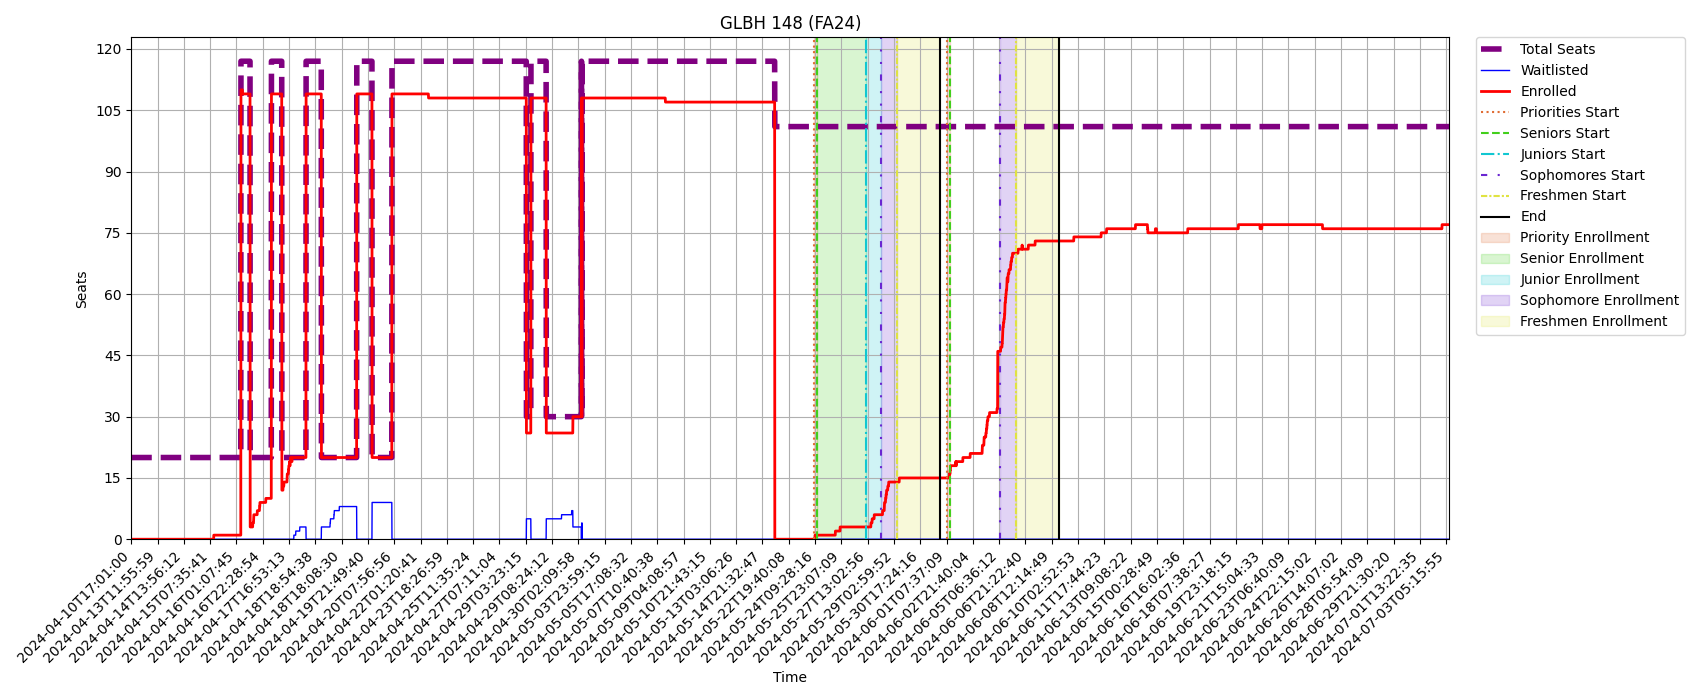 GLBH 148 (FA24)
120
105
90
75
60
45
30
15
0
Seats
2024-04-10T17:01:00
2024-04-13T11:55:59
2024-04-14T13:56:12
2024-04-15T07:35:41
2024-04-16T01:07:45
2024-04-16T22:28:54
2024-04-17T16:53:13
2024-04-18T18:54:38
2024-04-18T18:08:30
2024-04-19T21:49:40
2024-04-20T07:56:56
2024-04-22T01:20:41
2024-04-23T18:26:59
2024-04-25T11:35:24
2024-04-27T07:11:04
2024-04-29T03:23:15
2024-04-29T08:24:12
2024-04-30T02:09:58
2024-05-03T23:59:15
2024-05-05T17:08:32
2024-05-07T10:40:38
2024-05-09T04:08:57
2024-05-10T21:43:15
2024-05-13T03:06:26
2024-05-14T21:32:47
2024-05-22T19:40:08
2024-05-24T09:28:16
2024-05-25T23:07:09
2024-05-27T13:02:56
2024-05-29T02:59:52
2024-05-30T17:24:16
2024-06-01T07:37:09
2024-06-02T21:40:04
2024-06-05T05:36:12
2024-06-06T21:22:40
2024-06-08T12:14:49
2024-06-10T02:52:53
2024-06-11T17:44:23
2024-06-13T09:08:22
2024-06-15T00:28:49
2024-06-16T16:02:36
2024-06-18T07:38:27
2024-06-19T23:18:15
2024-06-21T15:04:33
2024-06-23T06:40:09
2024-06-24T22:15:02
2024-06-26T14:07:02
2024-06-28T05:54:09
2024-06-29T21:30:20
2024-07-01T13:22:35
2024-07-03T05:15:55
Time
Total Seats
Waitlisted
Enrolled
Priorities Start
Seniors Start
Juniors Start
Sophomores Start
Freshmen Start
End
Priority Enrollment
Senior Enrollment
Junior Enrollment
Sophomore Enrollment
Freshmen Enrollment